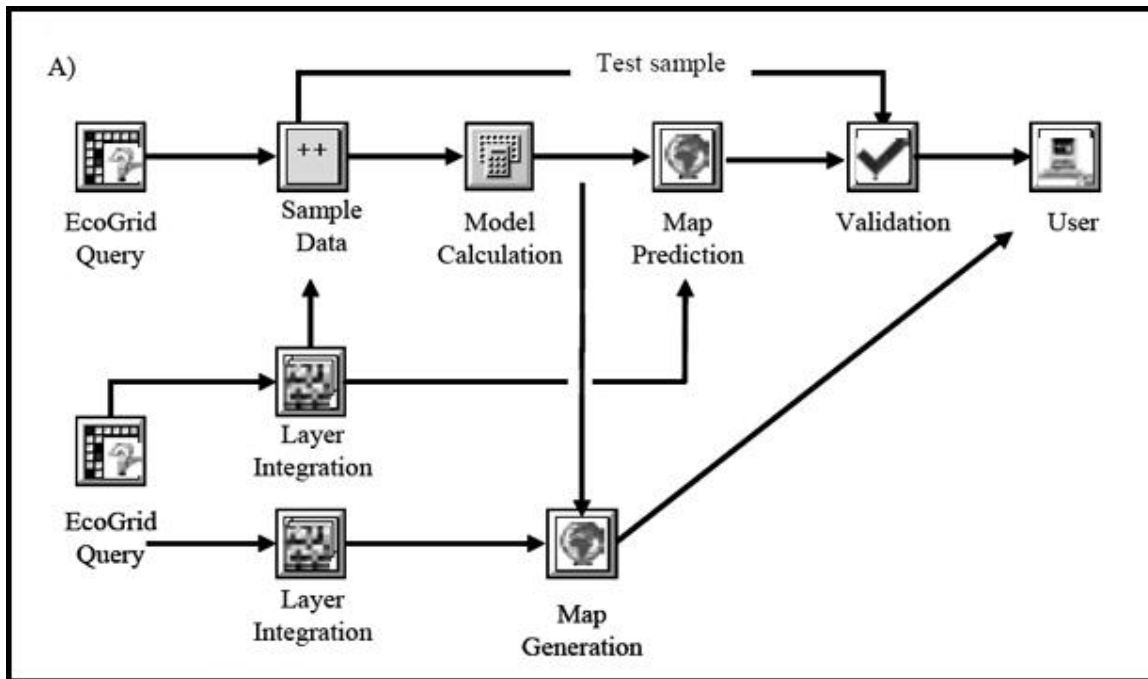 A)
Test sample
++
EcoGrid
Query
Sample
Data
Model
Calculation
Map
Prediction
Validation
User
Layer
Integration
EcoGrid
Query
Layer
Integration
Map
Generation